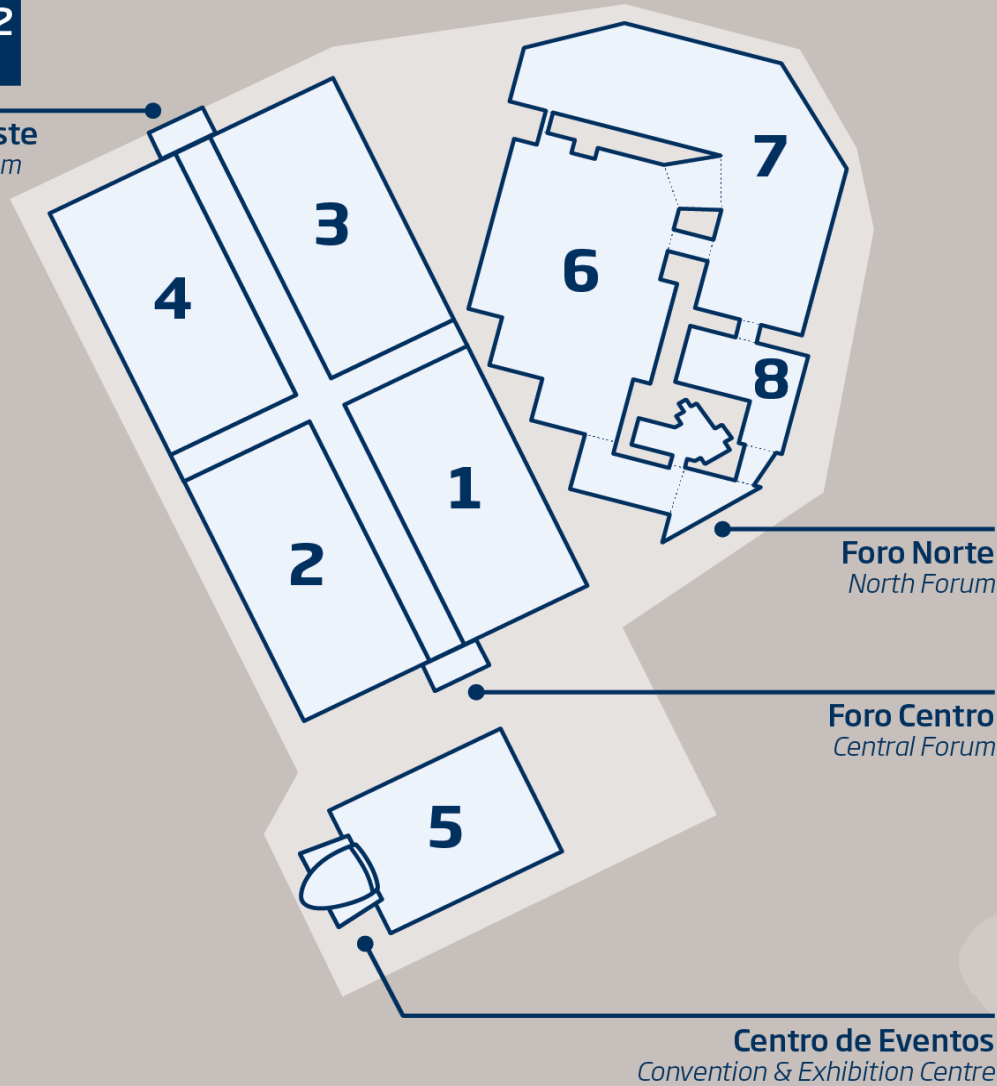 2
ste
m
7
3
6
4
8
1
2
Foro Norte
North Forum
Foro Centro
Central Forum
5
Centro de Eventos
Convention & Exhibition Centre